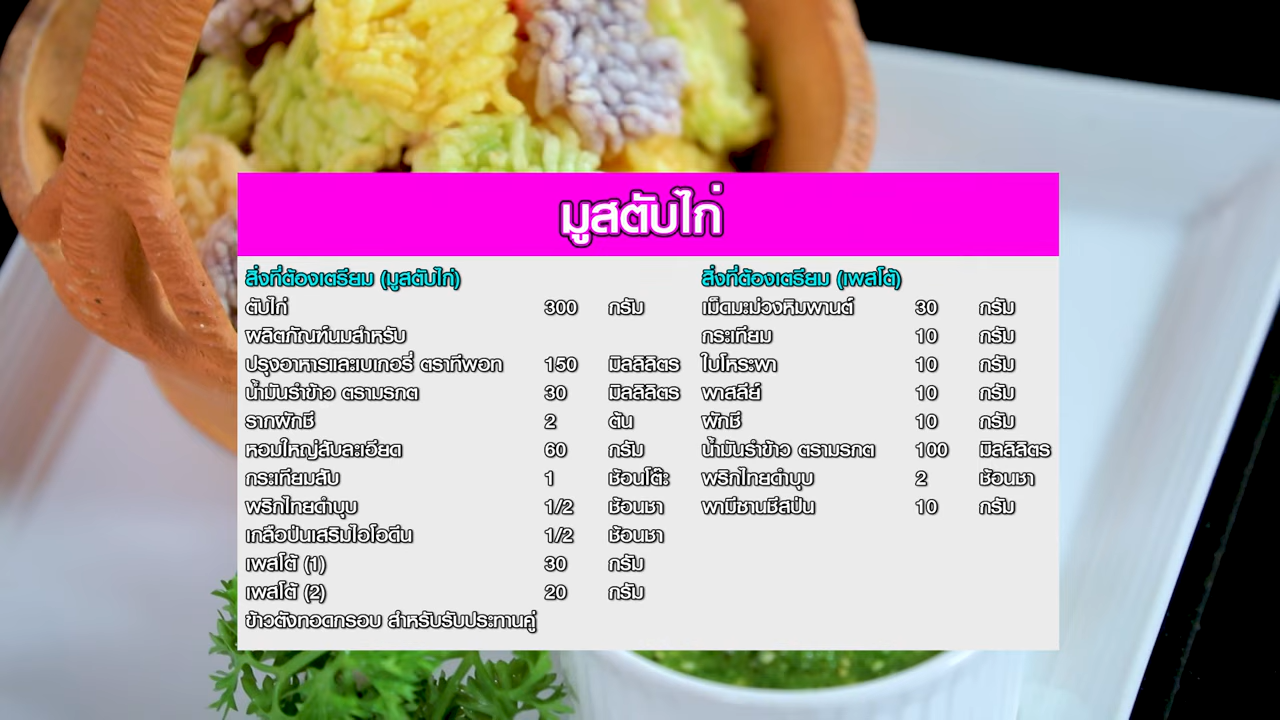 มูสตับไก่
สิ่งที่ต้องเตรียม (มูสตับไก่)
ตับไก่ 300 กรัม
ผลิตภัณฑ์นมสำหรับ
ปรุงอาหารและเบเกอรี่ ตราทีพอท 150 มิลลิลิตร
น้ำมันรำข้าว ตรามรกต 30 มิลลิลิตร
รากผักชี 2 ต้น
หอมใหญ่สับละเอียด 60 กรัม
กระเทียมสับ 1 ช้อนโต๊ะ
พริกไทยดำบุบ 1/2 ช้อนชา
เกลือป่นเสริมไอโอดีน 1/2 ช้อนชา
เพสโต้ (1) 30 กรัม
เพสโต้ (2) 20 กรัม
ข้าวตังทอดกรอบ สำหรับรับประทานคู่
สิ่งที่ต้องเตรียม (เพสโต้)
เม็ดมะม่วงหิมพานต์ 30 กรัม
กระเทียม 10 กรัม
ใบโหระพา 10 กรัม
พาสลีย์ 10 กรัม
ผักชี 10 กรัม
น้ำมันรำข้าว ตรามรกต 100 มิลลิลิตร
พริกไทยดำบุบ 2 ช้อนชา
พามีซานชีสป่น 10 กรัม